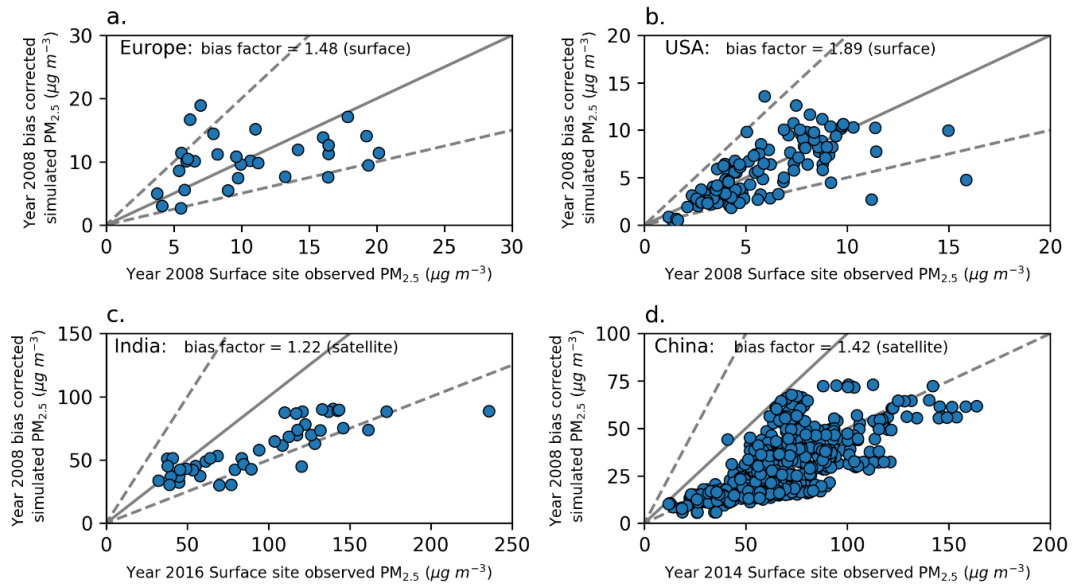 a.
Europe: bias factor = 1.48 (surface)
30
20
10
0
Year 2008 bias corrected
simulated PM2.5 (μg m−3)
0 5 10 15 20 25 30
Year 2008 Surface site observed PM2.5 (μg m−3)
b.
USA: bias factor = 1.89 (surface)
20
15
10
5
0
Year 2008 bias corrected
simulated PM2.5 (μg m−3)
0 5 10 15 20
Year 2008 Surface site observed PM2.5 (μg m−3)
c.
India: bias factor = 1.22 (satellite)
150
100
50
0
Year 2008 bias corrected
simulated PM2.5 (μg m−3)
0 50 100 150 200 250
Year 2016 Surface site observed PM2.5 (μg m−3)
d.
China: bias factor = 1.42 (satellite)
100
75
50
25
0
Year 2008 bias corrected
simulated PM2.5 (μg m−3)
0 50 100 150 200
Year 2014 Surface site observed PM2.5 (μg m−3)